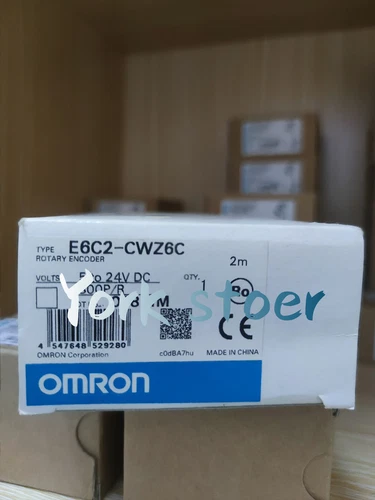 TYPE E6C2-CWZ6C
ROTARY ENCODER
2m
VOLTS 24V DC
QTY. 1
York stoer
4 547648 529280
OMRON Corporation
c0dBA7hu
MADE IN CHINA
CE
OMRON